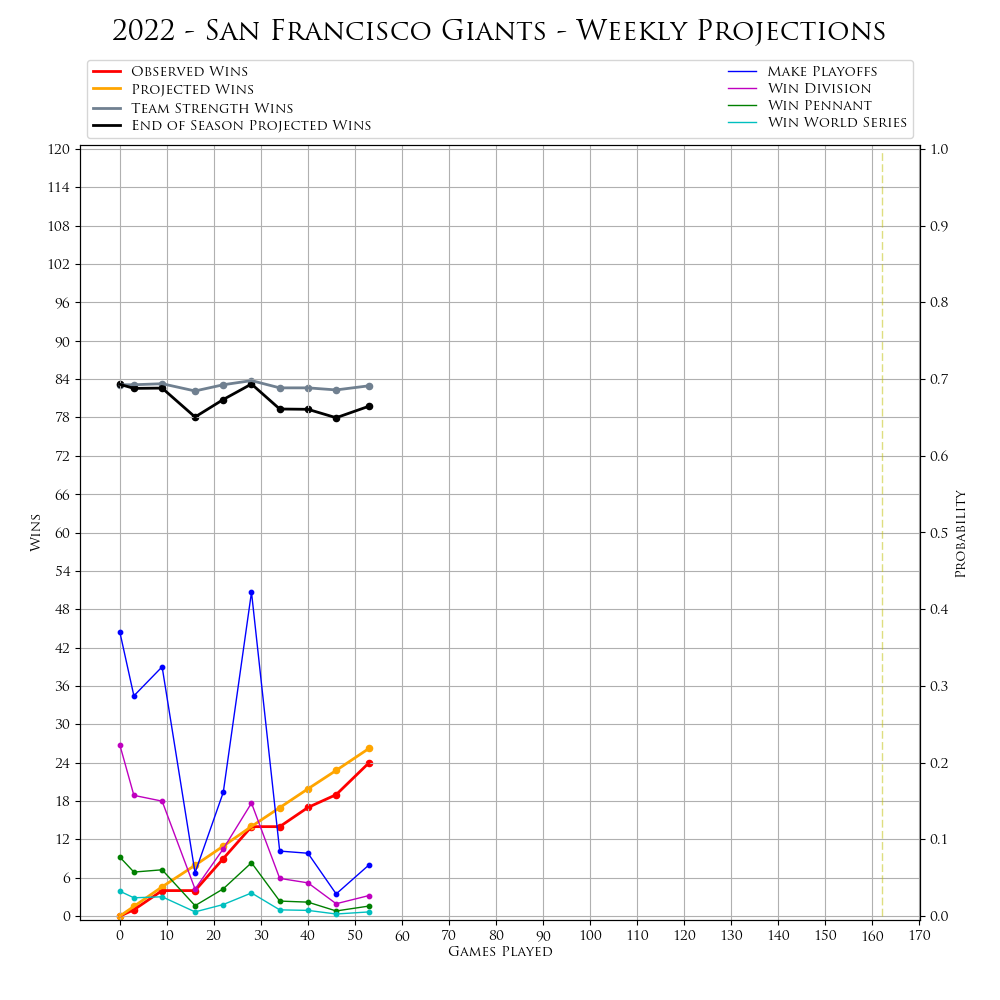 2022 - San Francisco Giants - Weekly Projections
Observed Wins
Projected Wins
Team Strength Wins
End of Season Projected Wins
Make Playoffs
Win Division
Win Pennant
Win World Series
120
114
108
102
96
90
84
78
72
66
60
54
48
42
36
30
24
18
12
6
0
Wins
1.0
0.9
0.8
0.7
0.6
0.5
0.4
0.3
0.2
0.1
0.0
Probability
0 10 20 30 40 50 60 70 80 90 100 110 120 130 140 150 160 170
Games Played